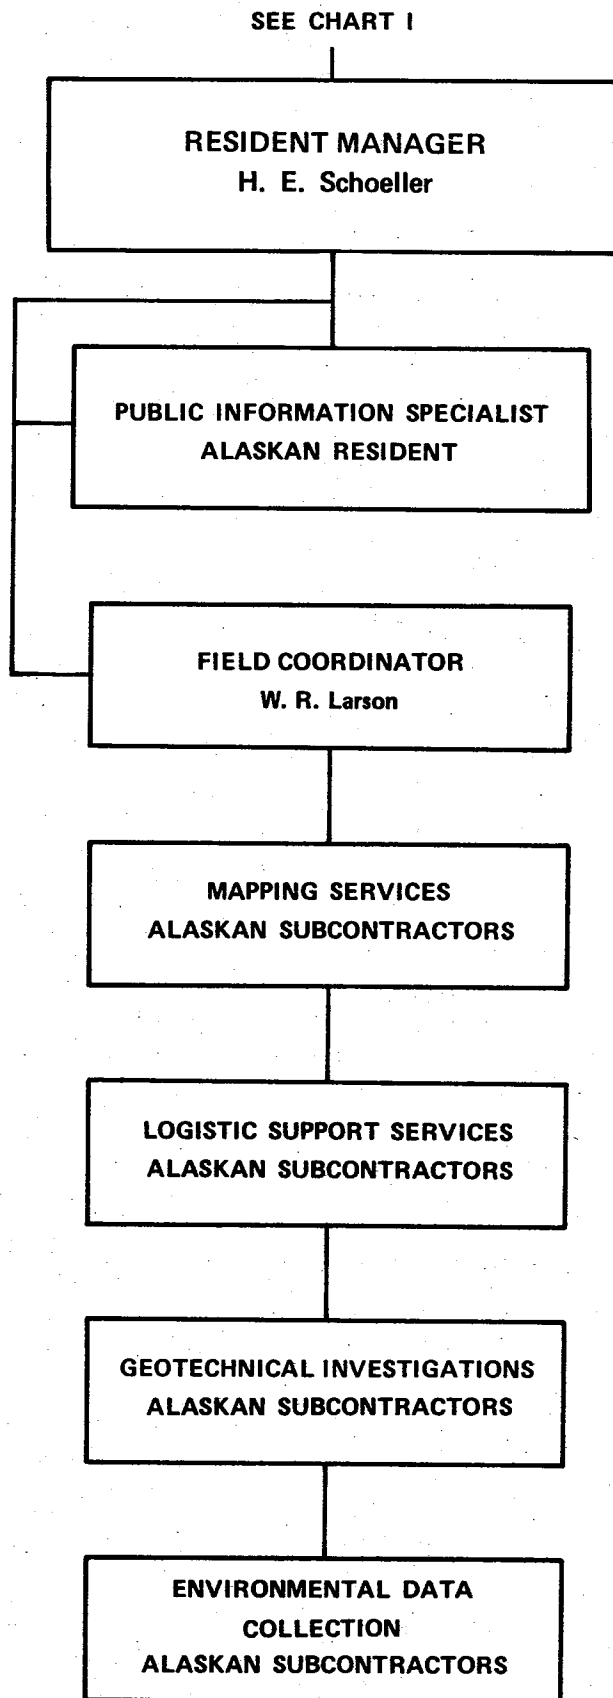 SEE CHART I
RESIDENT MANAGER
H. E. Schoeller
PUBLIC INFORMATION SPECIALIST
ALASKAN RESIDENT
FIELD COORDINATOR
W. R. Larson
MAPPING SERVICES
ALASKAN SUBCONTRACTORS
LOGISTIC SUPPORT SERVICES
ALASKAN SUBCONTRACTORS
GEOTECHNICAL INVESTIGATIONS
ALASKAN SUBCONTRACTORS
ENVIRONMENTAL DATA
COLLECTION
ALASKAN SUBCONTRACTORS